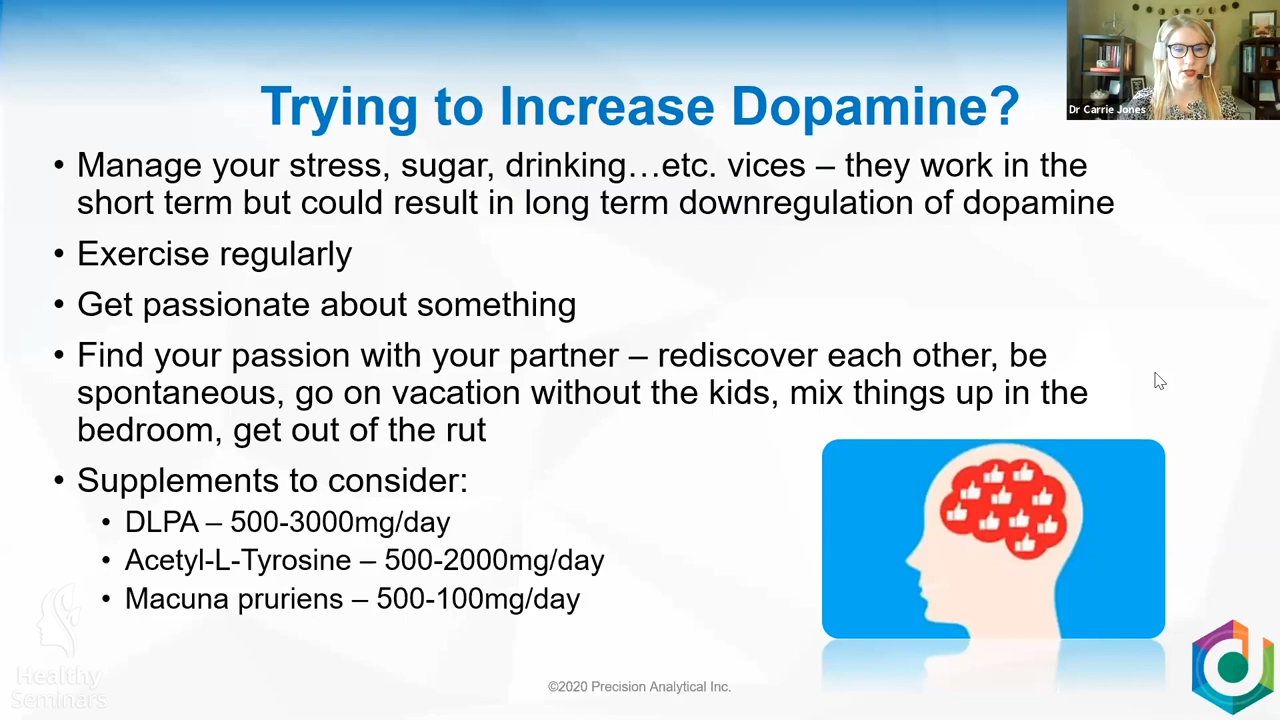 Dr Carrie Jones
Trying to Increase Dopamine?
• Manage your stress, sugar, drinking…etc. vices – they work in the
short term but could result in long term downregulation of dopamine
• Exercise regularly
• Get passionate about something
• Find your passion with your partner – rediscover each other, be
spontaneous, go on vacation without the kids, mix things up in the
bedroom, get out of the rut
• Supplements to consider:
• DLPA – 500-3000mg/day
• Acetyl-L-Tyrosine – 500-2000mg/day
• Macuna pruriens – 500-100mg/day
Healthy
Seminars
©2020 Precision Analytical Inc.